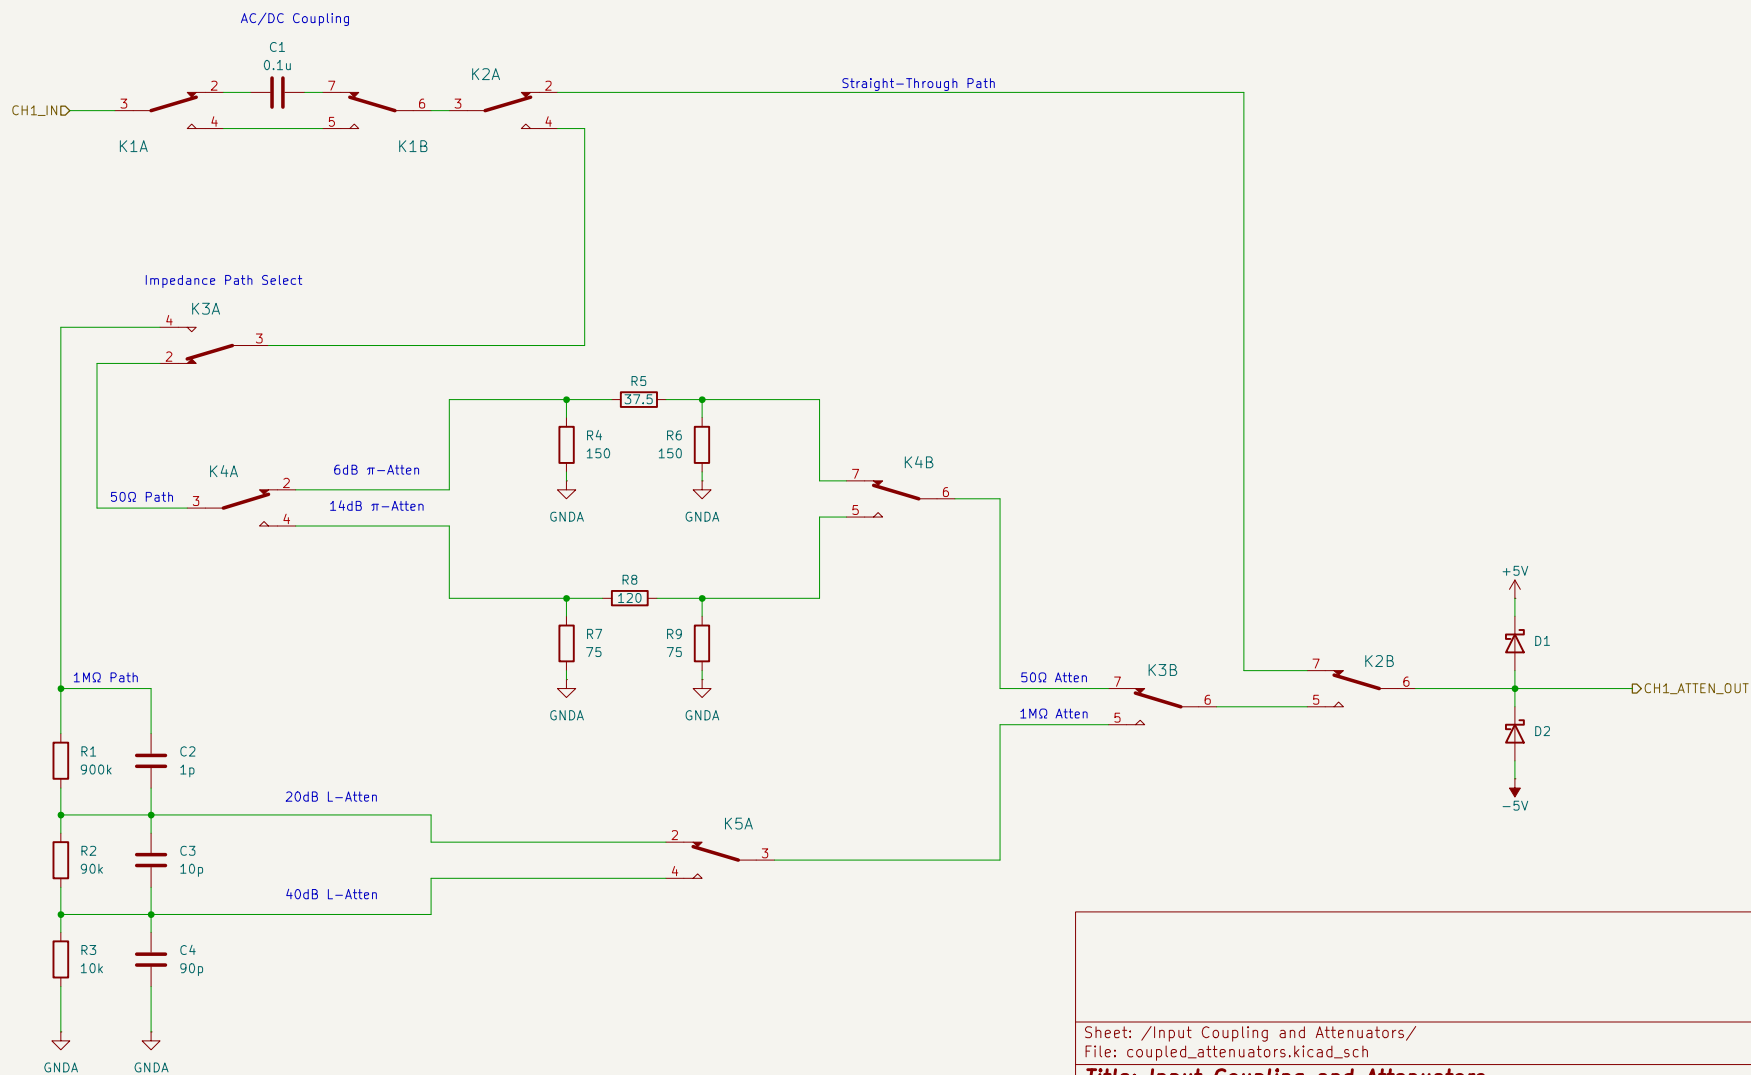 AC/DC Coupling
C1
0.1u
K2A
2
7
2
Straight-Through Path
CH1_IN
3
6
3
4
5
4
K1A
K1B
Impedance Path Select
K3A
4
3
2
R5
37.5
R4
150
R6
150
K4A
K4B
6dB π-Atten
2
7
50Ω Path
3
6
14dB π-Atten
4
5
GNDA
GNDA
R8
120
R7
75
R9
75
GNDA
GNDA
+5V
D1
K2B
K3B
7
6
5
1MΩ Path
50Ω Atten
7
6
1MΩ Atten
5
CH1_ATTEN_OUT
D2
-5V
R1
900k
C2
1p
20dB L-Atten
K5A
2
3
4
R2
90k
C3
10p
40dB L-Atten
R3
10k
C4
90p
GNDA
GNDA
Sheet: /Input Coupling and Attenuators/
File: coupled_attenuators.kicad_sch
Title: Input Coupling and Attenuators